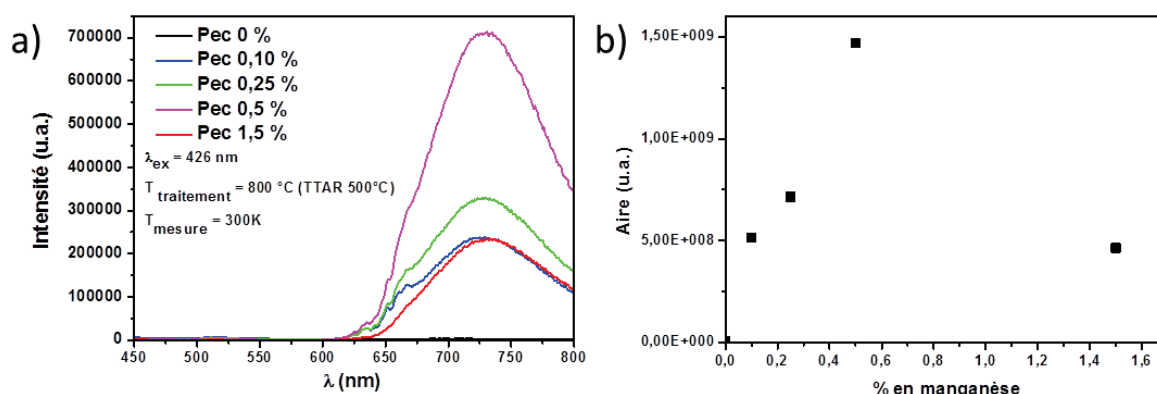 a)
Intensité (u.a.)
700000
600000
500000
400000
300000
200000
100000
0
Pec 0 %
Pec 0,10 %
Pec 0,25 %
Pec 0,5 %
Pec 1,5 %
λex = 426 nm
T traitement = 800 °C (TTAR 500°C)
Tmesure = 300K
450 500 550 600 650 700 750 800
λ (nm)
b)
Aire (u.a.)
1,50E+009
1,00E+009
5,00E+008
0,00E+000
0,0 0,2 0,4 0,6 0,8 1,0 1,2 1,4 1,6
% en manganèse